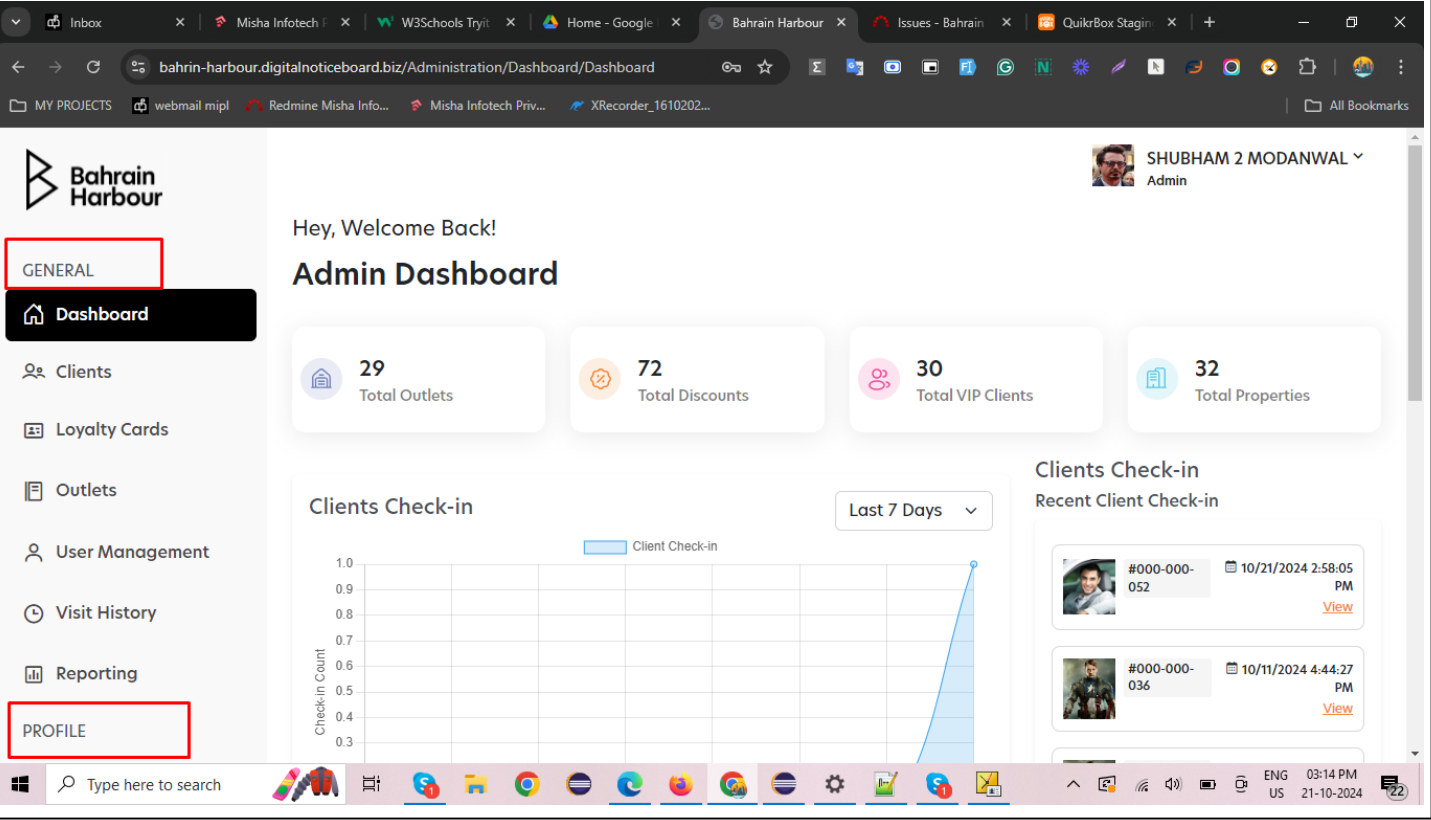 Inbox
Misha Infotech P
W3Schools Tryit
Home - Google
Bahrain Harbour
Issues - Bahrain
QuikrBox Staging
bahrin-harbour.digitalnoticeboard.biz/Administration/Dashboard/Dashboard
MY PROJECTS
webmail mipl
Redmine Misha Info...
Misha Infotech Priv...
XRecorder_1610202...
All Bookmarks
Bahrain
Harbour
SHUBHAM 2 MODANWAL
Admin
Hey, Welcome Back!
Admin Dashboard
GENERAL
Dashboard
Clients
Loyalty Cards
Outlets
User Management
Visit History
Reporting
PROFILE
29
Total Outlets
72
Total Discounts
30
Total VIP Clients
32
Total Properties
Clients Check-in
Last 7 Days
Client Check-in
1.0
0.9
0.8
0.7
0.6
0.5
0.4
0.3
Check-in Count
Clients Check-in
Recent Client Check-in
#000-000-
052
10/21/2024 2:58:05
PM
View
#000-000-
036
10/11/2024 4:44:27
PM
View
Type here to search
ENG
US
03:14 PM
21-10-2024
22